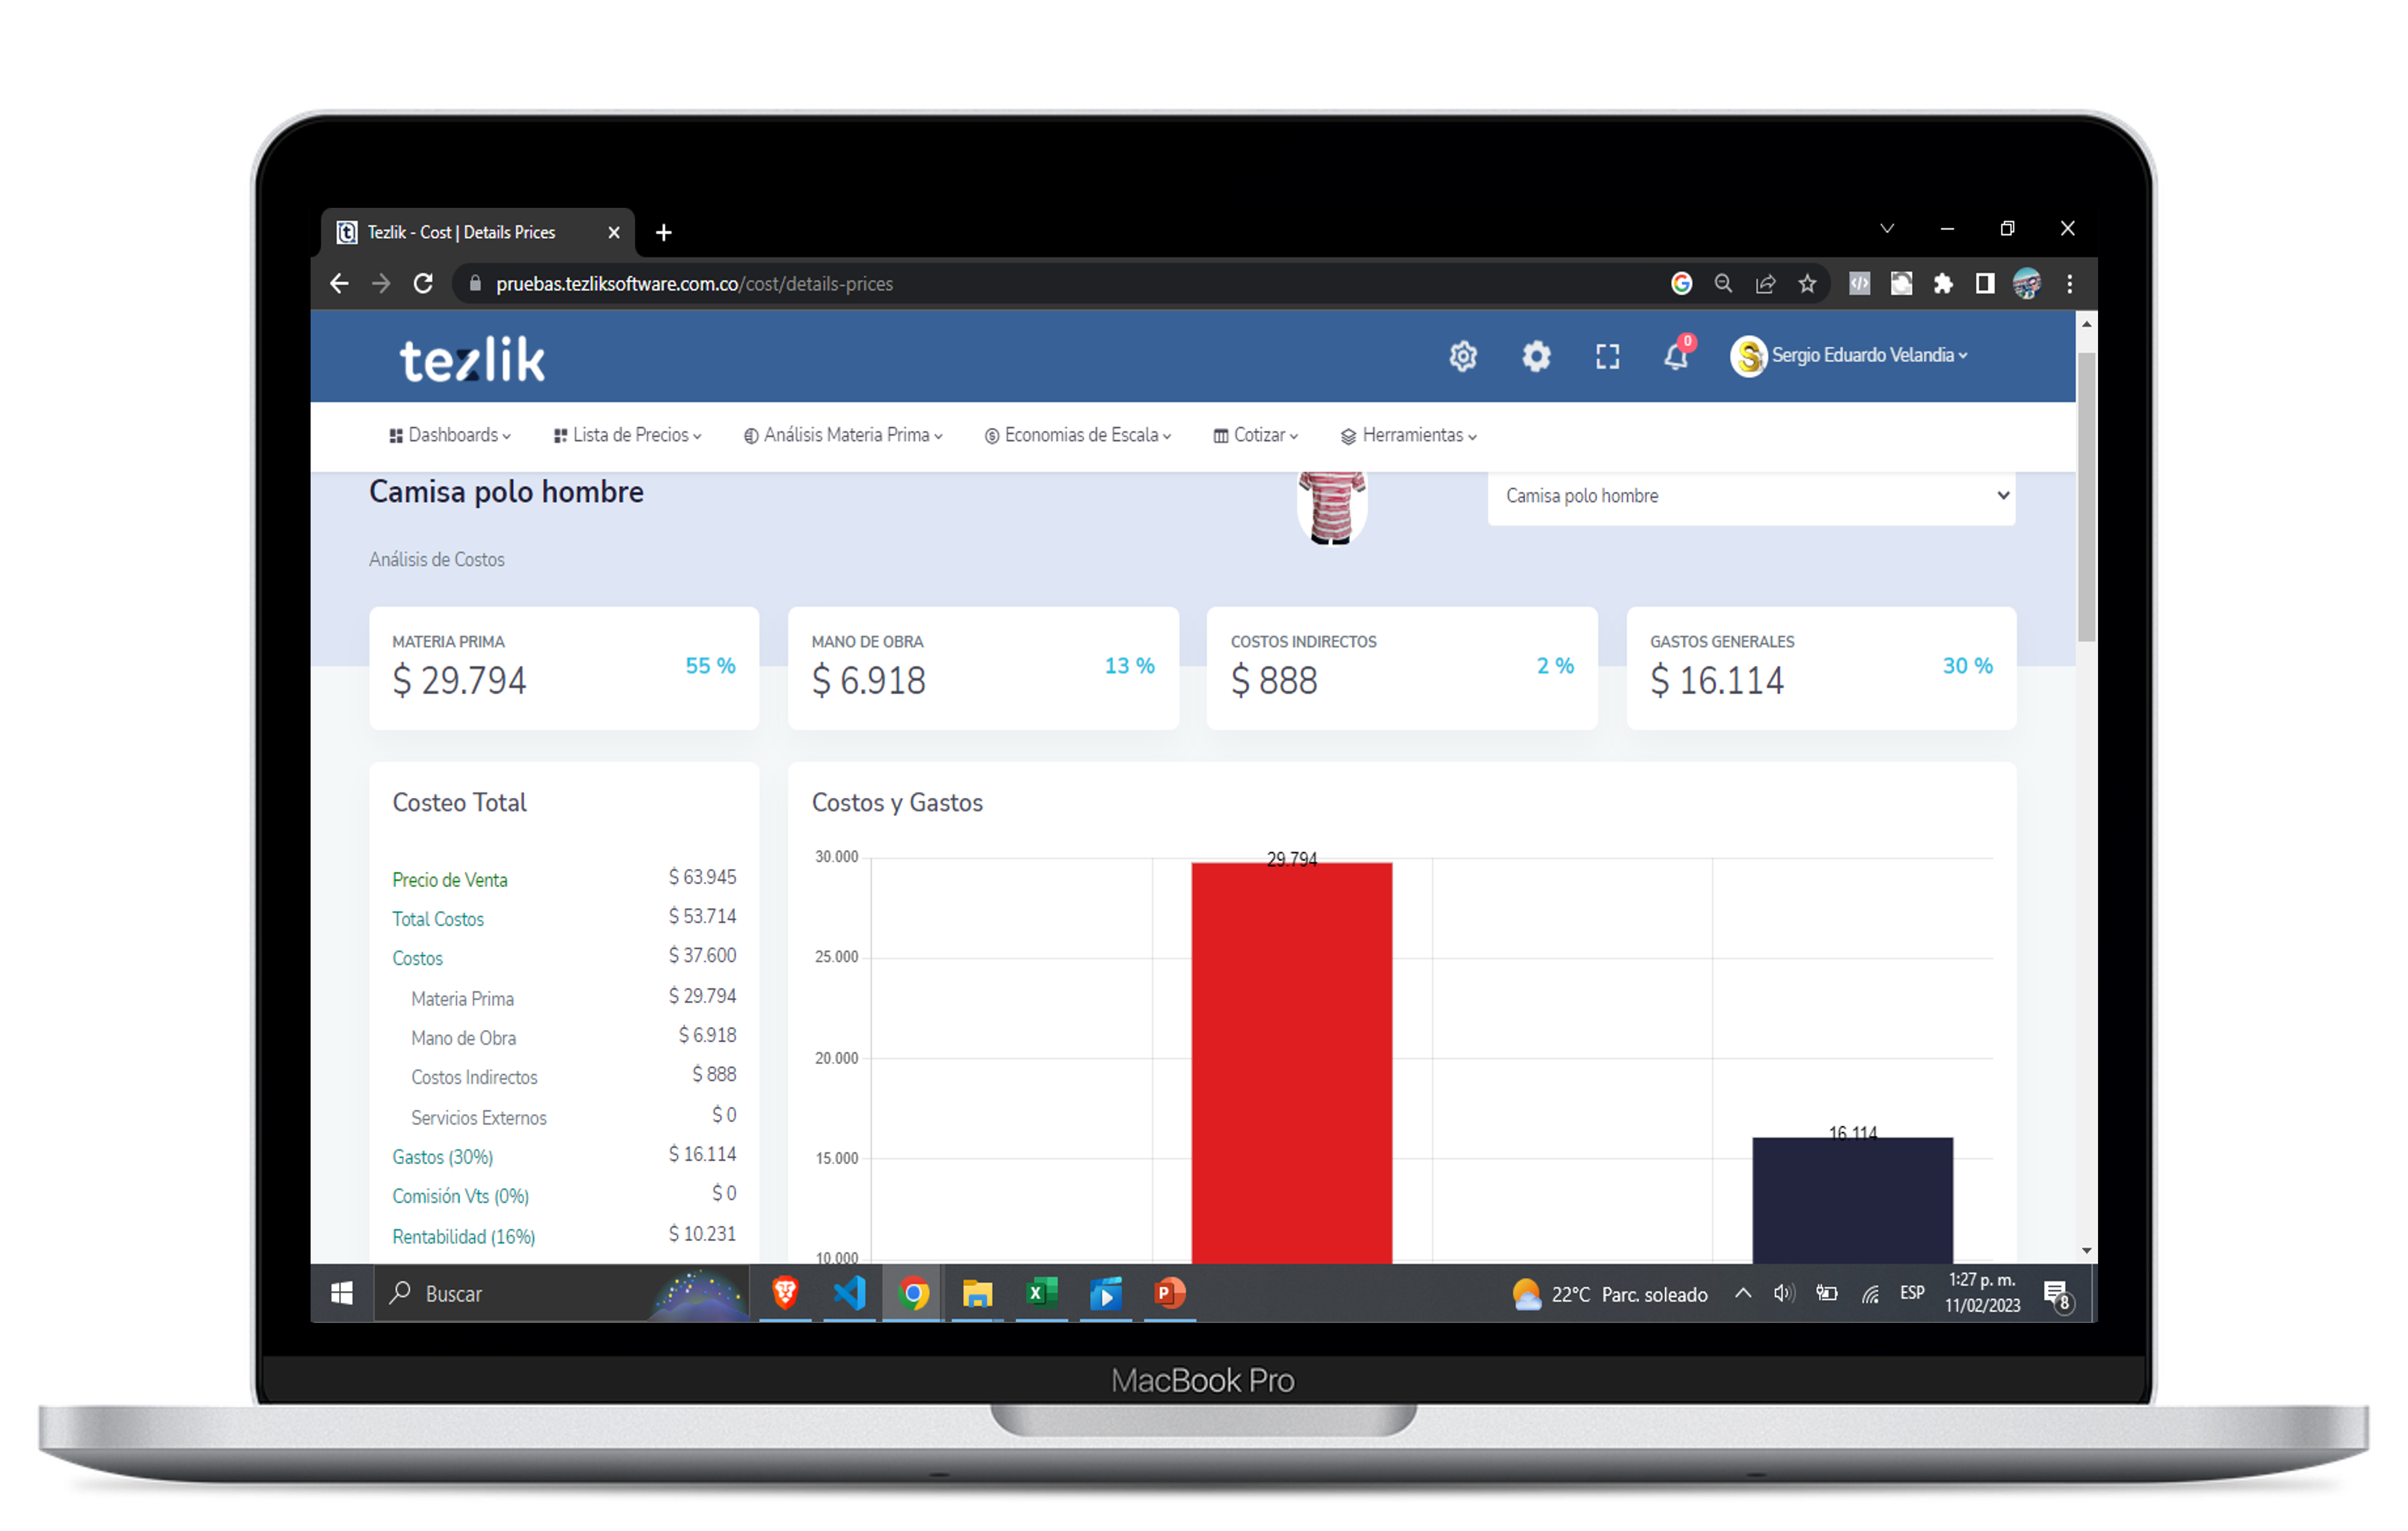 Tezlik - Cost | Details Prices
pruebas.tezliksoftware.com.co/cost/details-prices
tezlik
0
Sergio Eduardo Velandia
Dashboards
Lista de Precios
Análisis Materia Prima
Economias de Escala
Cotizar
Herramientas
Camisa polo hombre
Camisa polo hombre
Análisis de Costos
MATERIA PRIMA
$ 29.794
55 %
MANO DE OBRA
$ 6.918
13 %
COSTOS INDIRECTOS
$ 888
2 %
GASTOS GENERALES
$ 16.114
30 %
Costeo Total
Precio de Venta $ 63.945
Total Costos $ 53.714
Costos $ 37.600
Materia Prima $ 29.794
Mano de Obra $ 6.918
Costos Indirectos $ 888
Servicios Externos $ 0
Gastos (30%) $ 16.114
Comisión Vts (0%) $ 0
Rentabilidad (16%) $ 10.231
Costos y Gastos
30.000
29.794
25.000
20.000
16.114
15.000
10.000
Buscar
22°C Parc. soleado
ESP
1:27 p. m.
11/02/2023
8
MacBook Pro